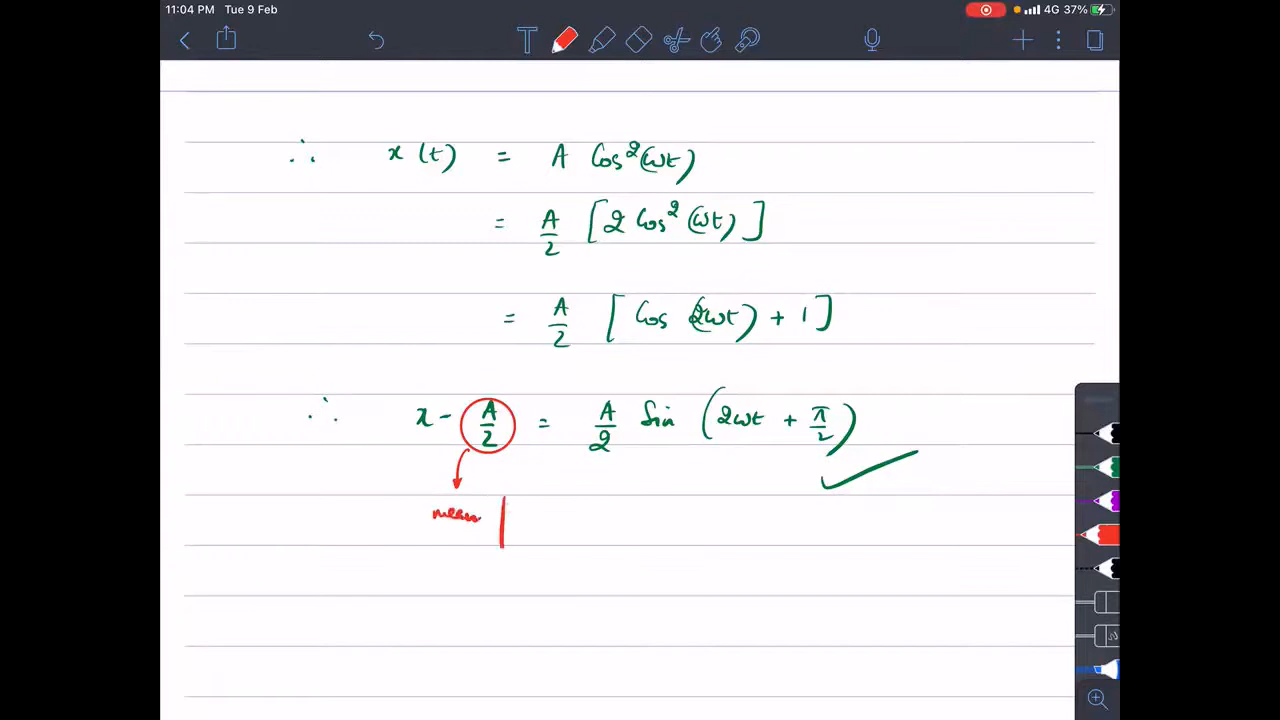 11:04 PM Tue 9 Feb 4G 37%
T
∴ x(t) = A Cos²(ωt)
= A/2 [2 Cos²(ωt)]
= A/2 [Cos (2ωt) + 1]
∴ x - A/2 = A/2 Sin (2ωt + π/2)
mean